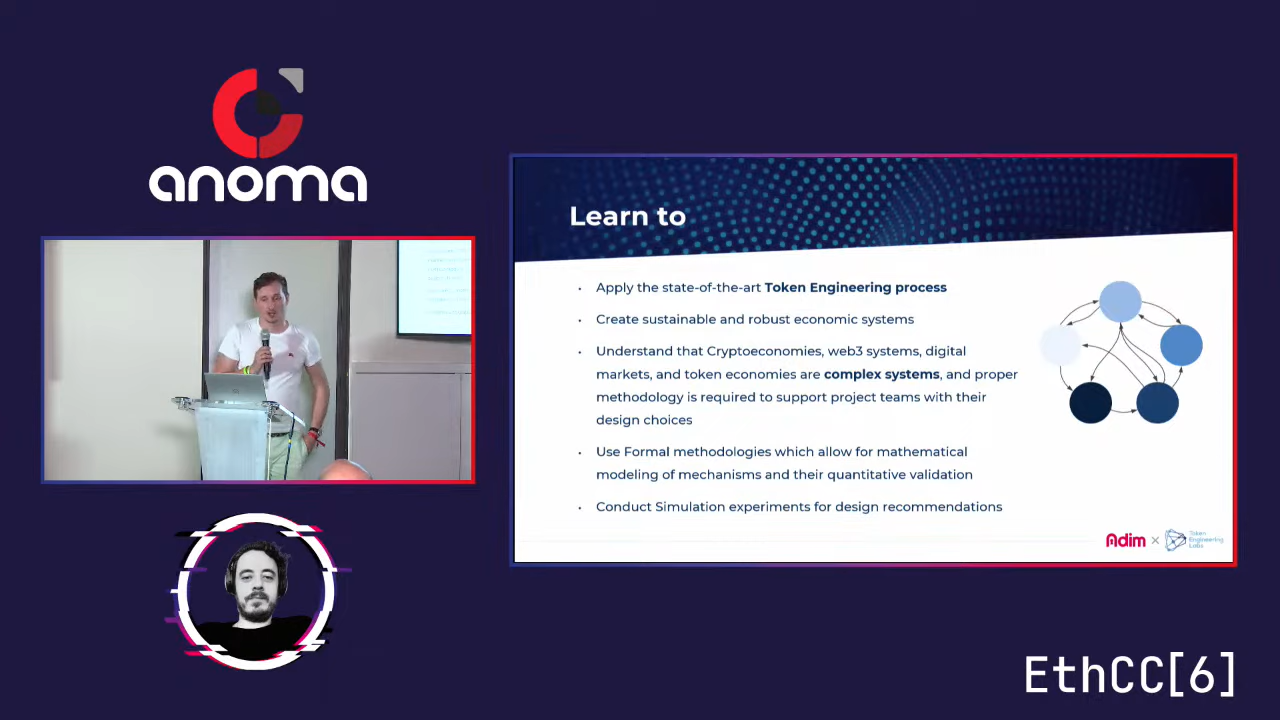 anoma
Learn to
• Apply the state-of-the-art Token Engineering process
• Create sustainable and robust economic systems
• Understand that Cryptoeconomies, web3 systems, digital
markets, and token economies are complex systems, and proper
methodology is required to support project teams with their
design choices
• Use Formal methodologies which allow for mathematical
modeling of mechanisms and their quantitative validation
• Conduct Simulation experiments for design recommendations
Adim × Token
Engineering
Labs
EthCC[6]